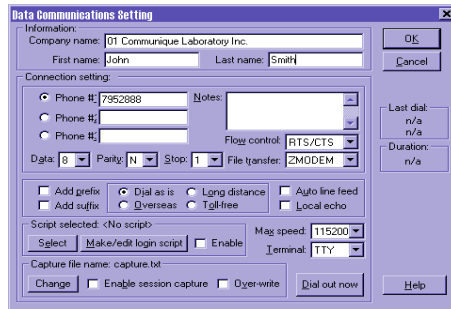 Data Communications Setting
Information:
Company name: 01 Communique Laboratory Inc.
OK
First name: John Last name: Smith
Cancel
Connection setting:
Phone #: 7952888 Notes:
Phone #:
Phone #:
Flow control: RTS/CTS
Data: 8 Parity: N Stop: 1 File transfer: ZMODEM
Last dial:
n/a
n/a
Duration:
n/a
Add prefix Dial as is Long distance Auto line feed
Add suffix Overseas Toll-free Local echo
Script selected: <No script>
Max speed: 115200
Select Make/edit login script Enable
Terminal: TTY
Capture file name: capture.txt
Change Enable session capture Over-write Dial out now Help